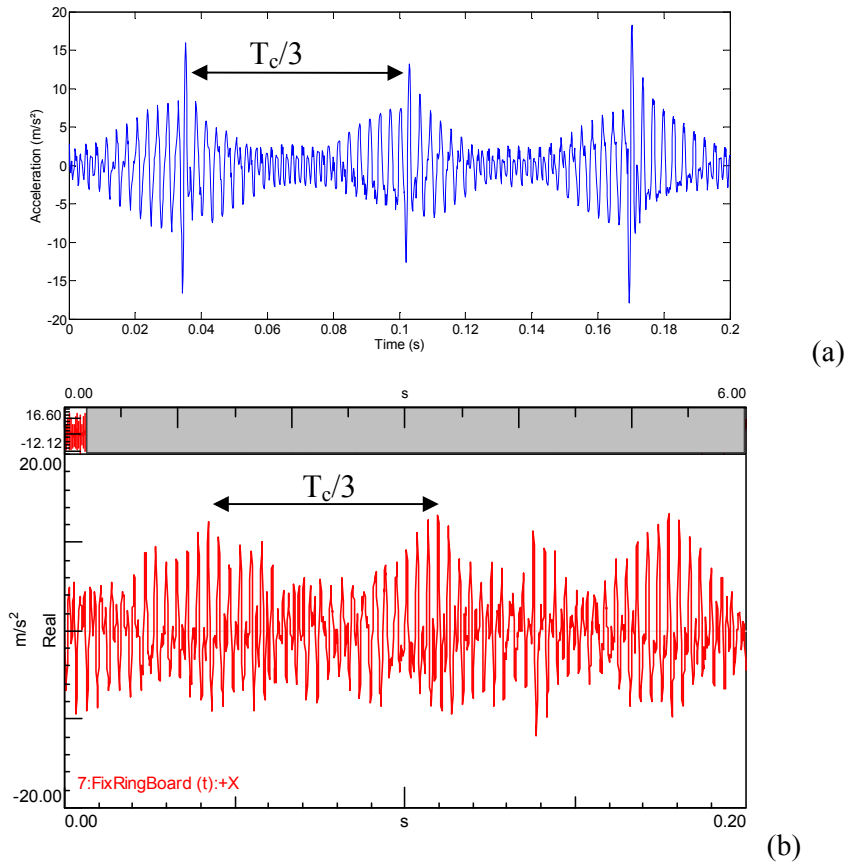 20
15
10
5
0
-5
-10
-15
-20
Acceleration (m/s²)
T_c/3
0 0.02 0.04 0.06 0.08 0.1 0.12 0.14 0.16 0.18 0.2
Time (s)
(a)
0.00 s 6.00
16.60
-12.12
20.00
T_c/3
m/s²
Real
7:FixRingBoard (t):+X
-20.00
0.00 s 0.20
(b)